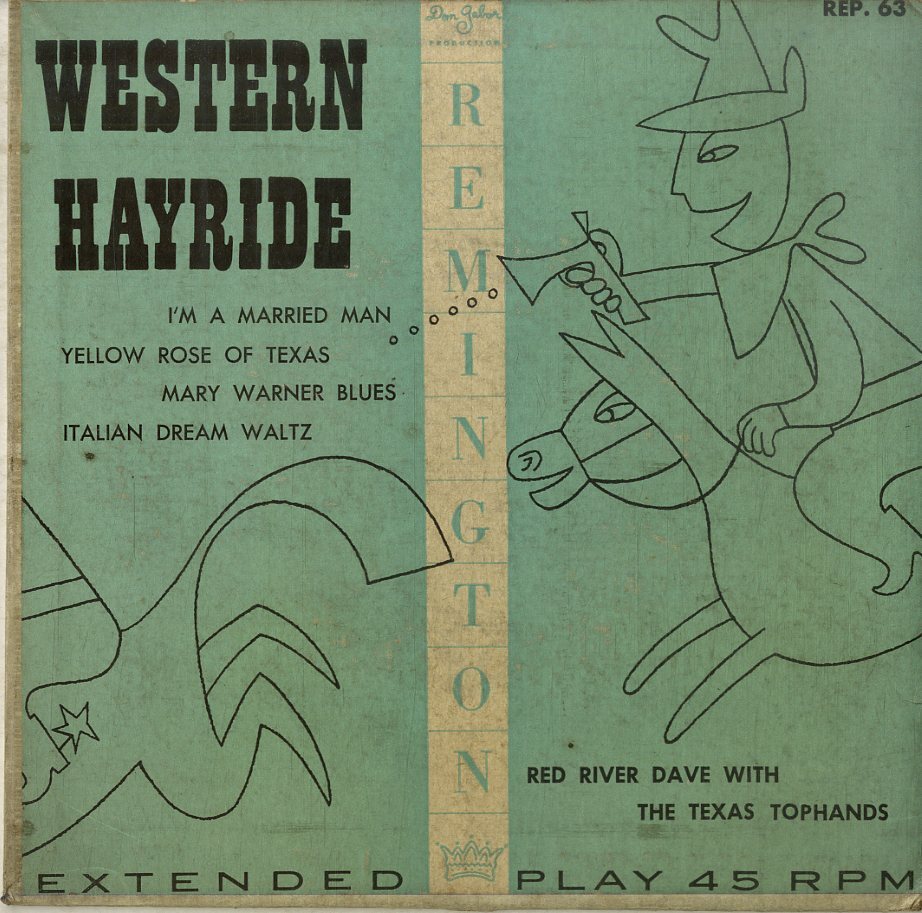 Don Gabor
PRODUCTION
REP. 63
WESTERN
HAYRIDE
I'M A MARRIED MAN
YELLOW ROSE OF TEXAS
MARY WARNER BLUES
ITALIAN DREAM WALTZ
REMINGTON
RED RIVER DAVE WITH
THE TEXAS TOPHANDS
EXTENDED PLAY 45 RPM